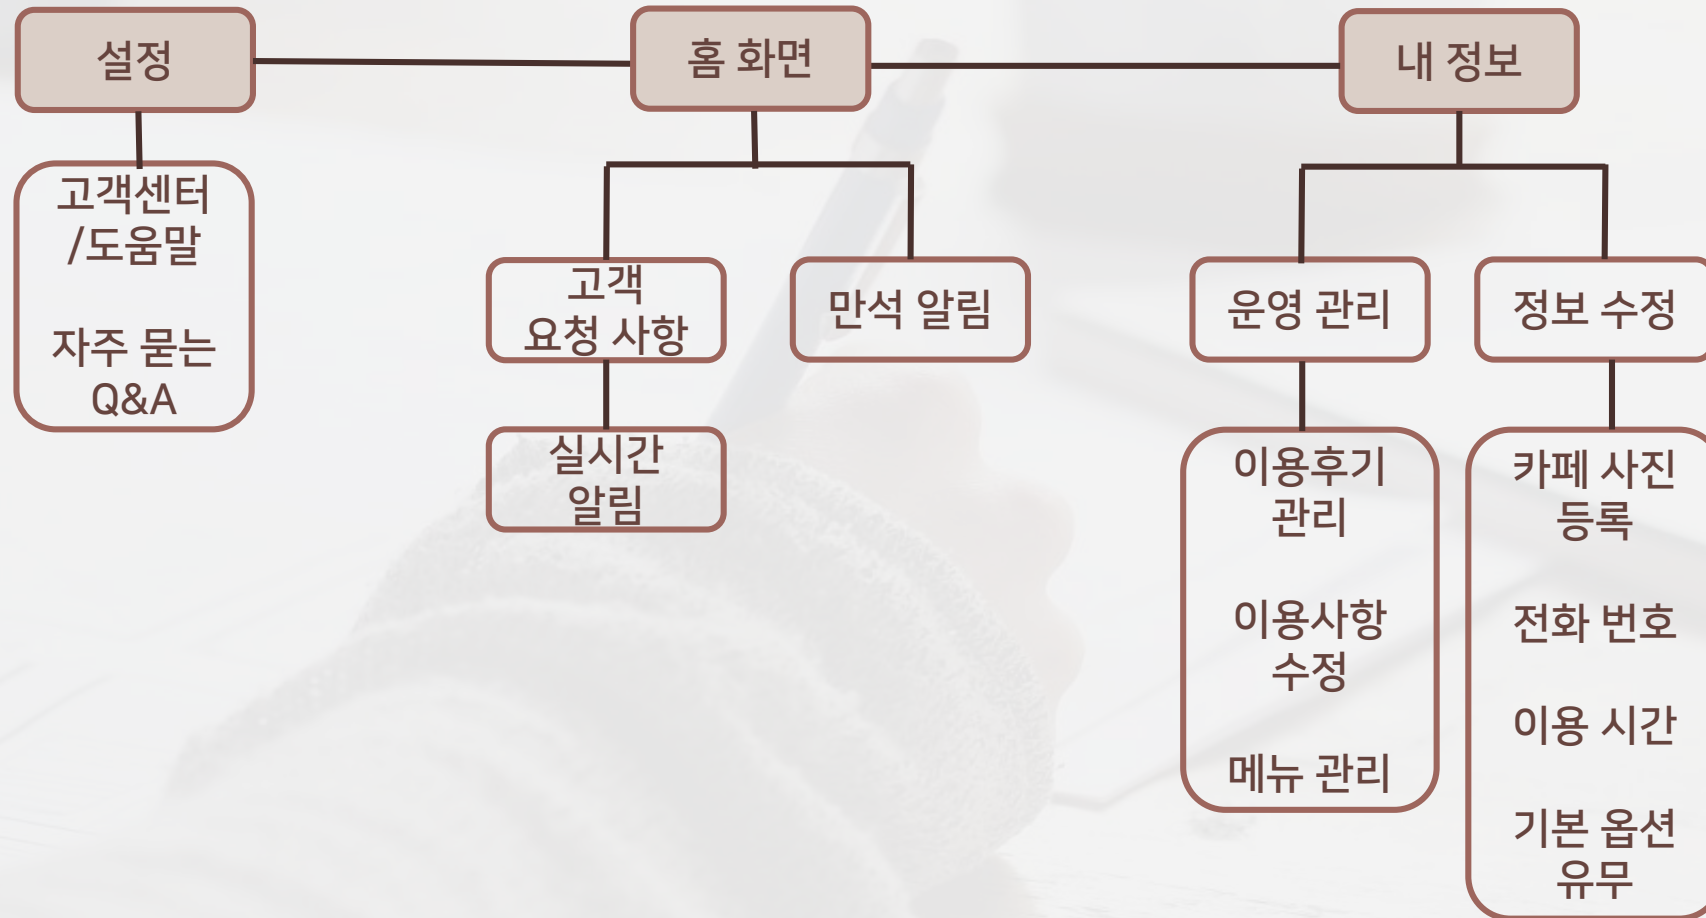 설정
홈 화면
내 정보
고객센터
/도움말
자주 묻는
Q&A
고객
요청 사항
만석 알림
운영 관리
정보 수정
실시간
알림
이용후기
관리
이용사항
수정
메뉴 관리
카페 사진
등록
전화 번호
이용 시간
기본 옵션
유무